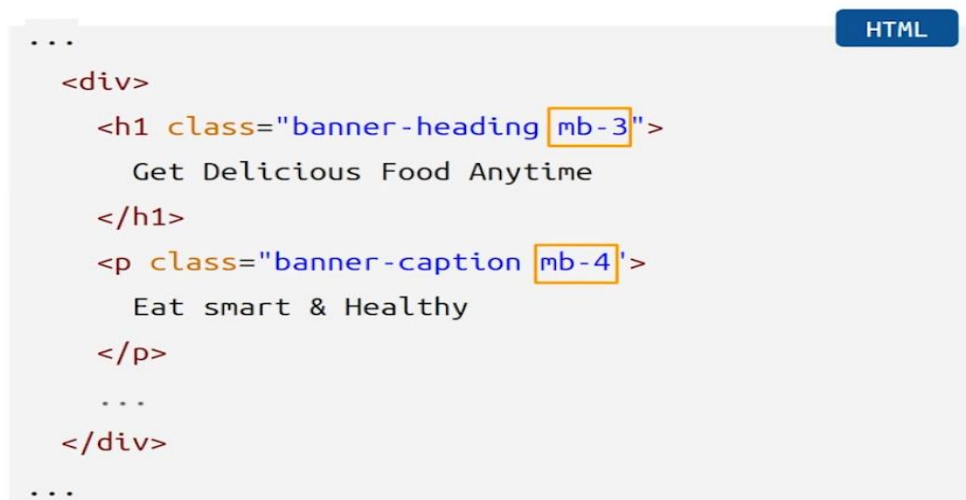 HTML
...
<div>
<h1 class="banner-heading mb-3">
Get Delicious Food Anytime
</h1>
<p class="banner-caption mb-4'>
Eat smart & Healthy
</p>
...
</div>
...